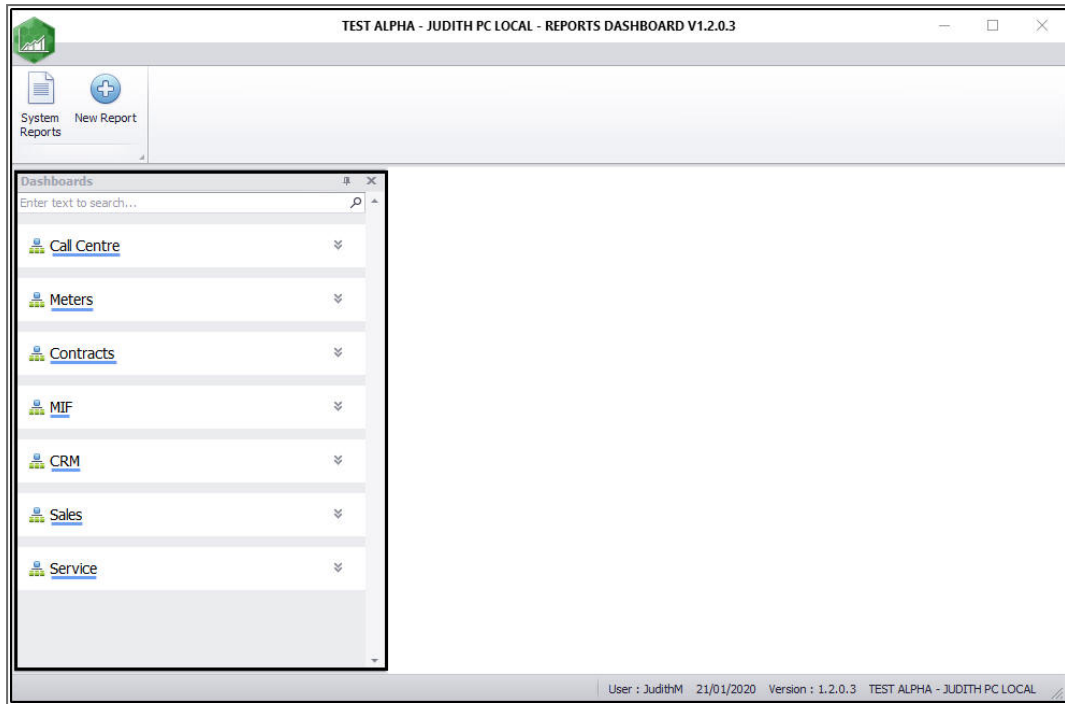 TEST ALPHA - JUDITH PC LOCAL - REPORTS DASHBOARD V1.2.0.3
System Reports
New Report
Dashboards
Enter text to search...
Call Centre
Meters
Contracts
MIF
CRM
Sales
Service
User : JudithM 21/01/2020 Version : 1.2.0.3 TEST ALPHA - JUDITH PC LOCAL